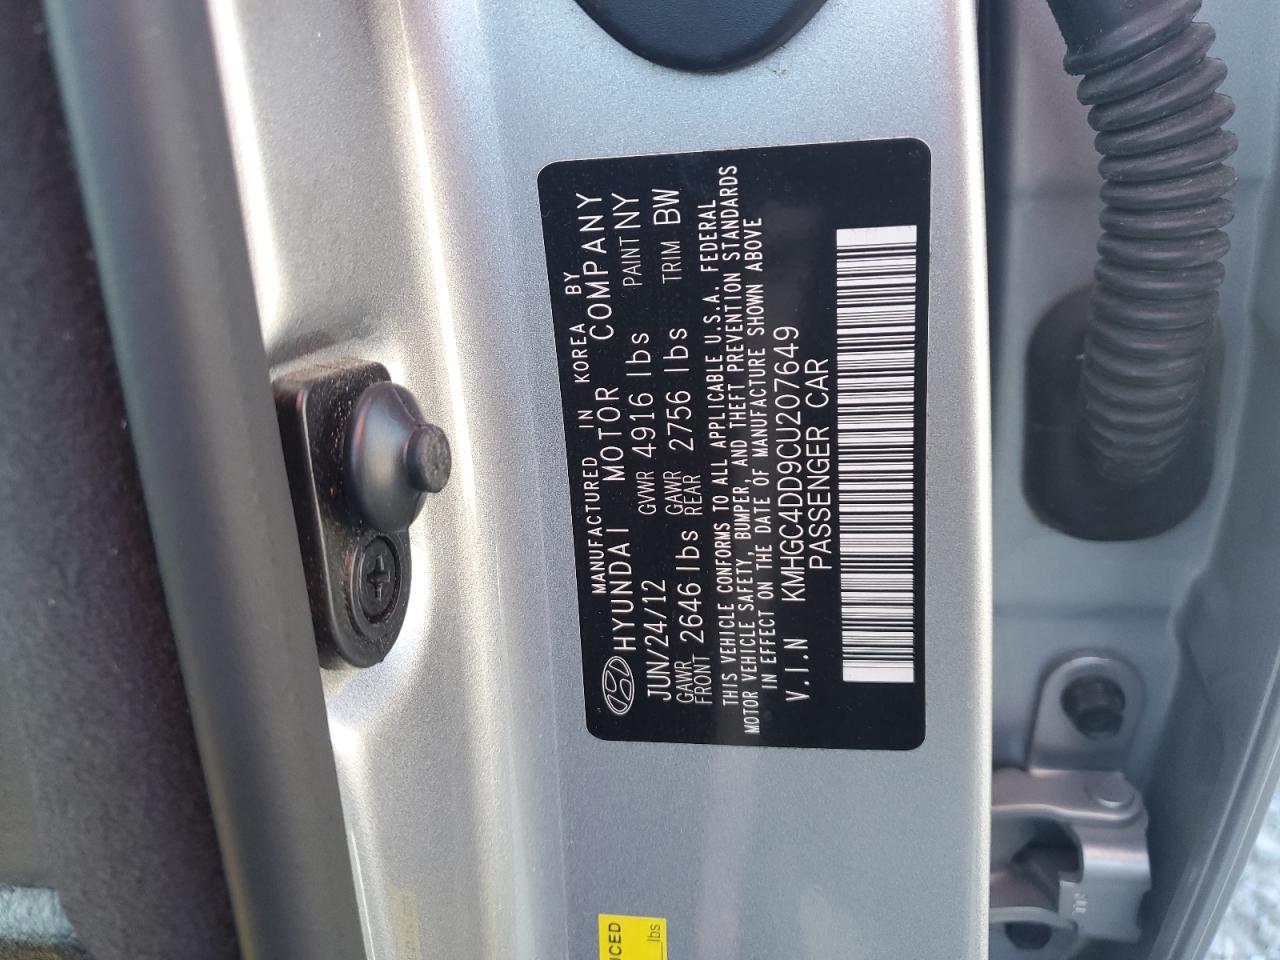 MANUFACTURED IN KOREA BY
HYUNDAI MOTOR COMPANY
JUN/24/12 GVWR 4916 lbs PAINT NY
GAWR FRONT 2646 lbs GAWR REAR 2756 lbs TRIM BW
THIS VEHICLE CONFORMS TO ALL APPLICABLE U.S.A. FEDERAL
MOTOR VEHICLE SAFETY, BUMPER, AND THEFT PREVENTION STANDARDS
IN EFFECT ON THE DATE OF MANUFACTURE SHOWN ABOVE
V.I.N KMHGC4DD9CU207649
PASSENGER CAR
lbs